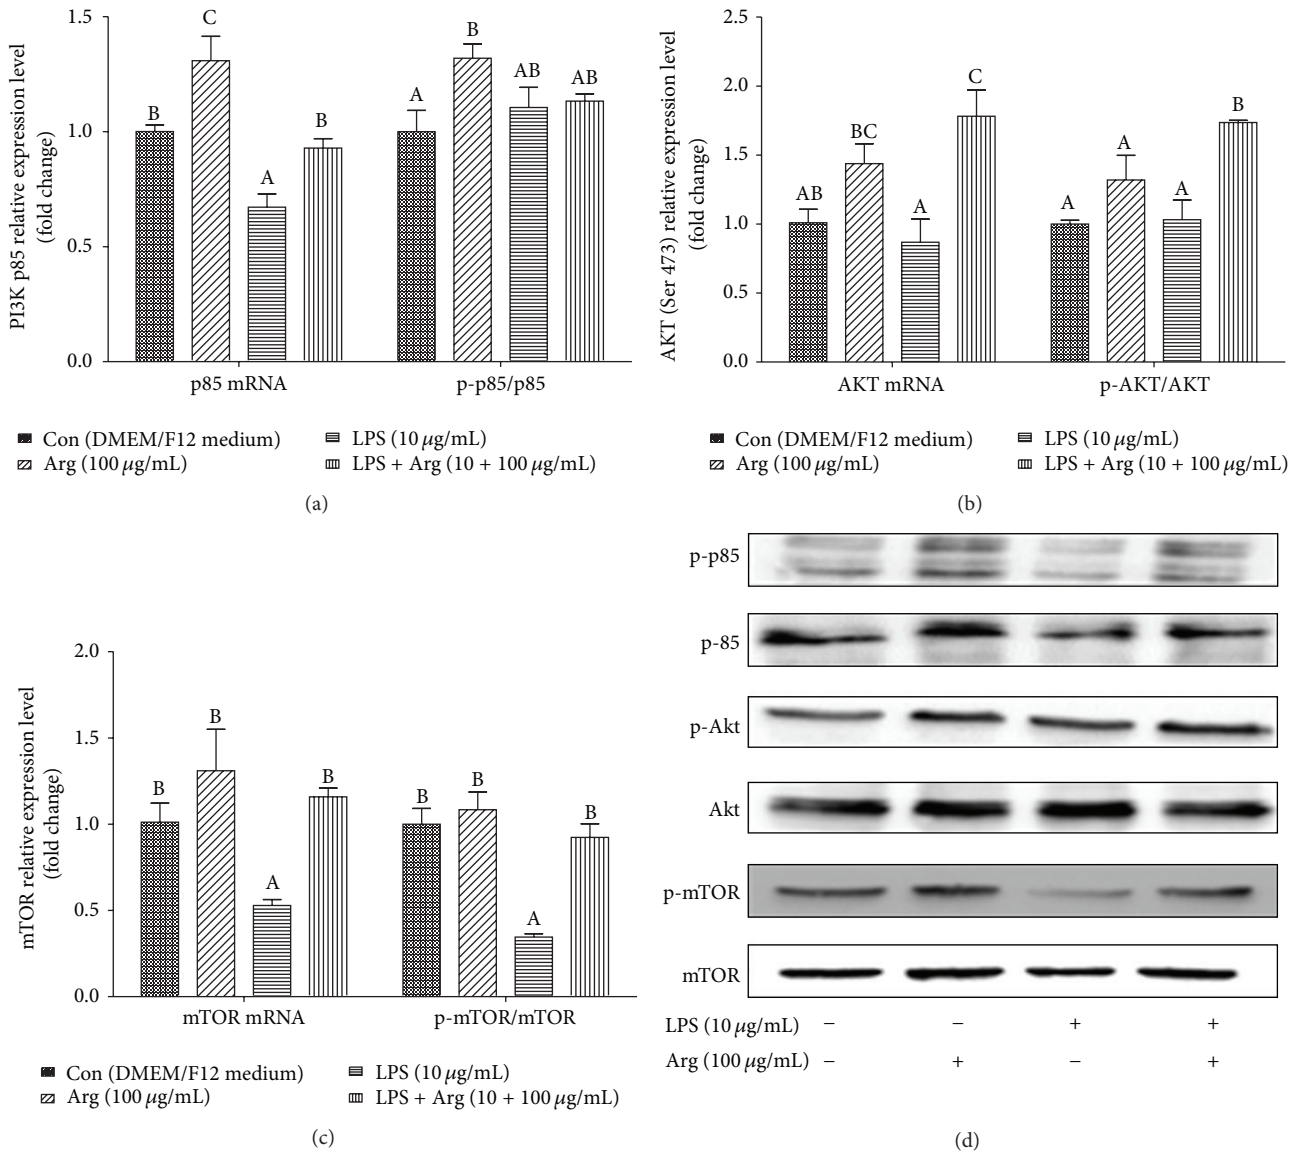 PI3K p85 relative expression level
(fold change)
1.5
1.0
0.5
0.0
B
C
A
B
A
B
AB
AB
p85 mRNA
p-p85/p85
Con (DMEM/F12 medium)
Arg (100 μg/mL)
LPS (10 μg/mL)
LPS + Arg (10 + 100 μg/mL)
(a)
AKT (Ser 473) relative expression level
(fold change)
2.5
2.0
1.5
1.0
0.5
0.0
AB
BC
A
C
A
A
A
B
AKT mRNA
p-AKT/AKT
Con (DMEM/F12 medium)
Arg (100 μg/mL)
LPS (10 μg/mL)
LPS + Arg (10 + 100 μg/mL)
(b)
mTOR relative expression level
(fold change)
2.0
1.5
1.0
0.5
0.0
B
B
A
B
B
B
A
B
mTOR mRNA
p-mTOR/mTOR
Con (DMEM/F12 medium)
Arg (100 μg/mL)
LPS (10 μg/mL)
LPS + Arg (10 + 100 μg/mL)
(c)
p-p85
p-85
p-Akt
Akt
p-mTOR
mTOR
LPS (10 μg/mL) − − + +
Arg (100 μg/mL) − + − +
(d)